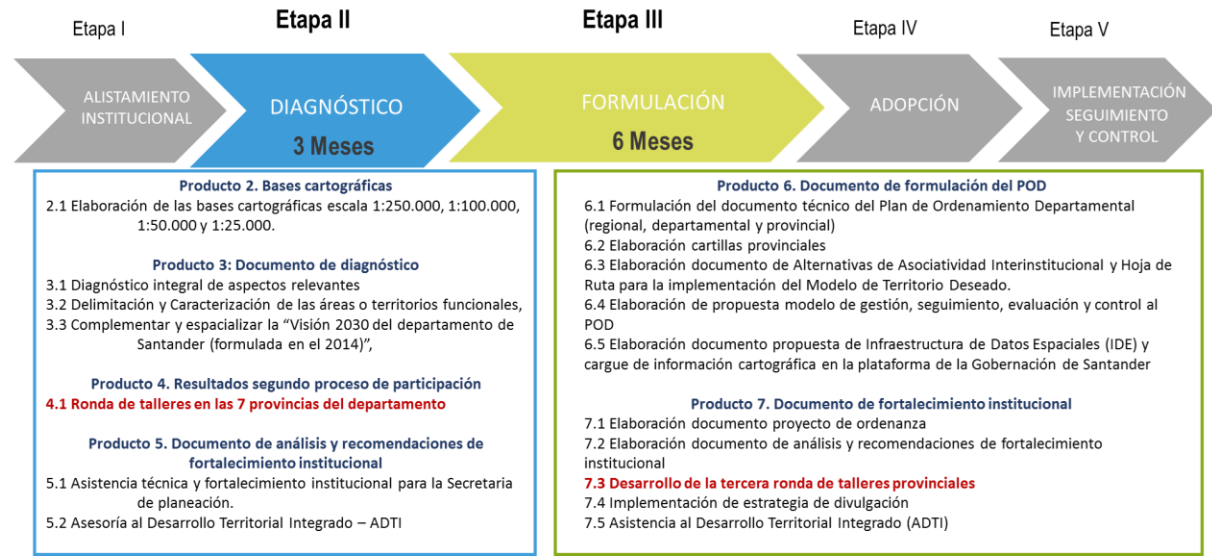 Etapa I
Etapa II
Etapa III
Etapa IV
Etapa V
ALISTAMIENTO
INSTITUCIONAL
DIAGNÓSTICO
3 Meses
FORMULACIÓN
6 Meses
ADOPCIÓN
IMPLEMENTACIÓN
SEGUIMIENTO
Y CONTROL
Producto 2. Bases cartográficas
2.1 Elaboración de las bases cartográficas escala 1:250.000, 1:100.000,
1:50.000 y 1:25.000.
Producto 3: Documento de diagnóstico
3.1 Diagnóstico integral de aspectos relevantes
3.2 Delimitación y Caracterización de las áreas o territorios funcionales,
3.3 Complementar y espacializar la “Visión 2030 del departamento de
Santander (formulada en el 2014)”,
Producto 4. Resultados segundo proceso de participación
4.1 Ronda de talleres en las 7 provincias del departamento
Producto 5. Documento de análisis y recomendaciones de
fortalecimiento institucional
5.1 Asistencia técnica y fortalecimiento institucional para la Secretaria
de planeación.
5.2 Asesoría al Desarrollo Territorial Integrado – ADTI
Producto 6. Documento de formulación del POD
6.1 Formulación del documento técnico del Plan de Ordenamiento Departamental
(regional, departamental y provincial)
6.2 Elaboración cartillas provinciales
6.3 Elaboración documento de Alternativas de Asociatividad Interinstitucional y Hoja de
Ruta para la implementación del Modelo de Territorio Deseado.
6.4 Elaboración de propuesta modelo de gestión, seguimiento, evaluación y control al
POD
6.5 Elaboración documento propuesta de Infraestructura de Datos Espaciales (IDE) y
cargue de información cartográfica en la plataforma de la Gobernación de Santander
Producto 7. Documento de fortalecimiento institucional
7.1 Elaboración documento proyecto de ordenanza
7.2 Elaboración documento de análisis y recomendaciones de fortalecimiento
institucional
7.3 Desarrollo de la tercera ronda de talleres provinciales
7.4 Implementación de estrategia de divulgación
7.5 Asistencia al Desarrollo Territorial Integrado (ADTI)